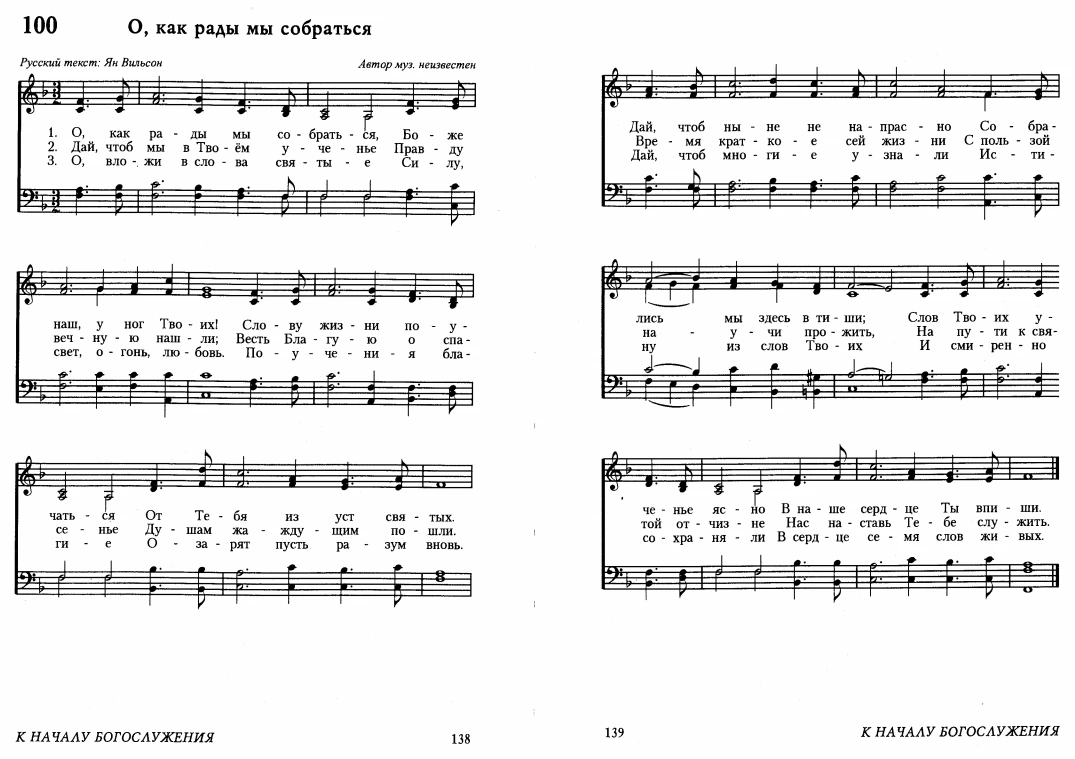 100 О, как рады мы собраться
Русский текст: Ян Вильсон Автор муз. неизвестен
1. О, как ра - ды мы со - брать - ся, Бо - же
2. Дай, чтоб мы в Тво - ём у - че - нье Прав - ду
3. О, вло - жи в сло - ва свя - ты - е Си - лу,
наш, у ног Тво - их! Сло - ву жиз - ни по - у -
веч - ну - ю наш - ли; Весть Бла - гу - ю о спа -
свет, о - гонь, лю - бовь. По - у - че - ни - я бла -
чать - ся От Те - бя из уст свя - тых.
се - нье Ду - шам жа - жду - щим по - шли.
ги - е О - за - рят пусть ра - зум вновь.
К НАЧАЛУ БОГОСЛУЖЕНИЯ 138
Дай, чтоб ны - не не на - прас - но Со - бра -
Вре - мя крат - ко - е сей жиз - ни С поль - зой
Дай, чтоб мно - ги - е у - зна - ли Ис - ти -
лись мы здесь в ти - ши; Слов Тво - их у -
на - у - чи про - жить, На пу - ти к свя -
ну из слов Тво - их И сми - рен - но
че - нье яс - но В на - ше серд - це Ты впи - ши.
той от - чиз - не Нас на - ставь Те - бе слу - жить.
со - хра - ня - ли В серд - це се - мя слов жи - вых.
139 К НАЧАЛУ БОГОСЛУЖЕНИЯ